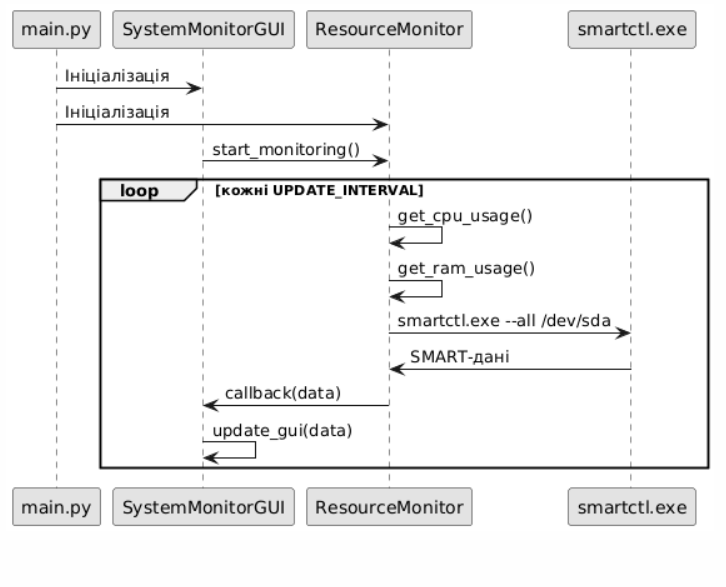 main.py SystemMonitorGUI ResourceMonitor smartctl.exe
Ініціалізація
Ініціалізація
start_monitoring()
loop [кожні UPDATE_INTERVAL]
get_cpu_usage()
get_ram_usage()
smartctl.exe --all /dev/sda
SMART-дані
callback(data)
update_gui(data)
main.py SystemMonitorGUI ResourceMonitor smartctl.exe